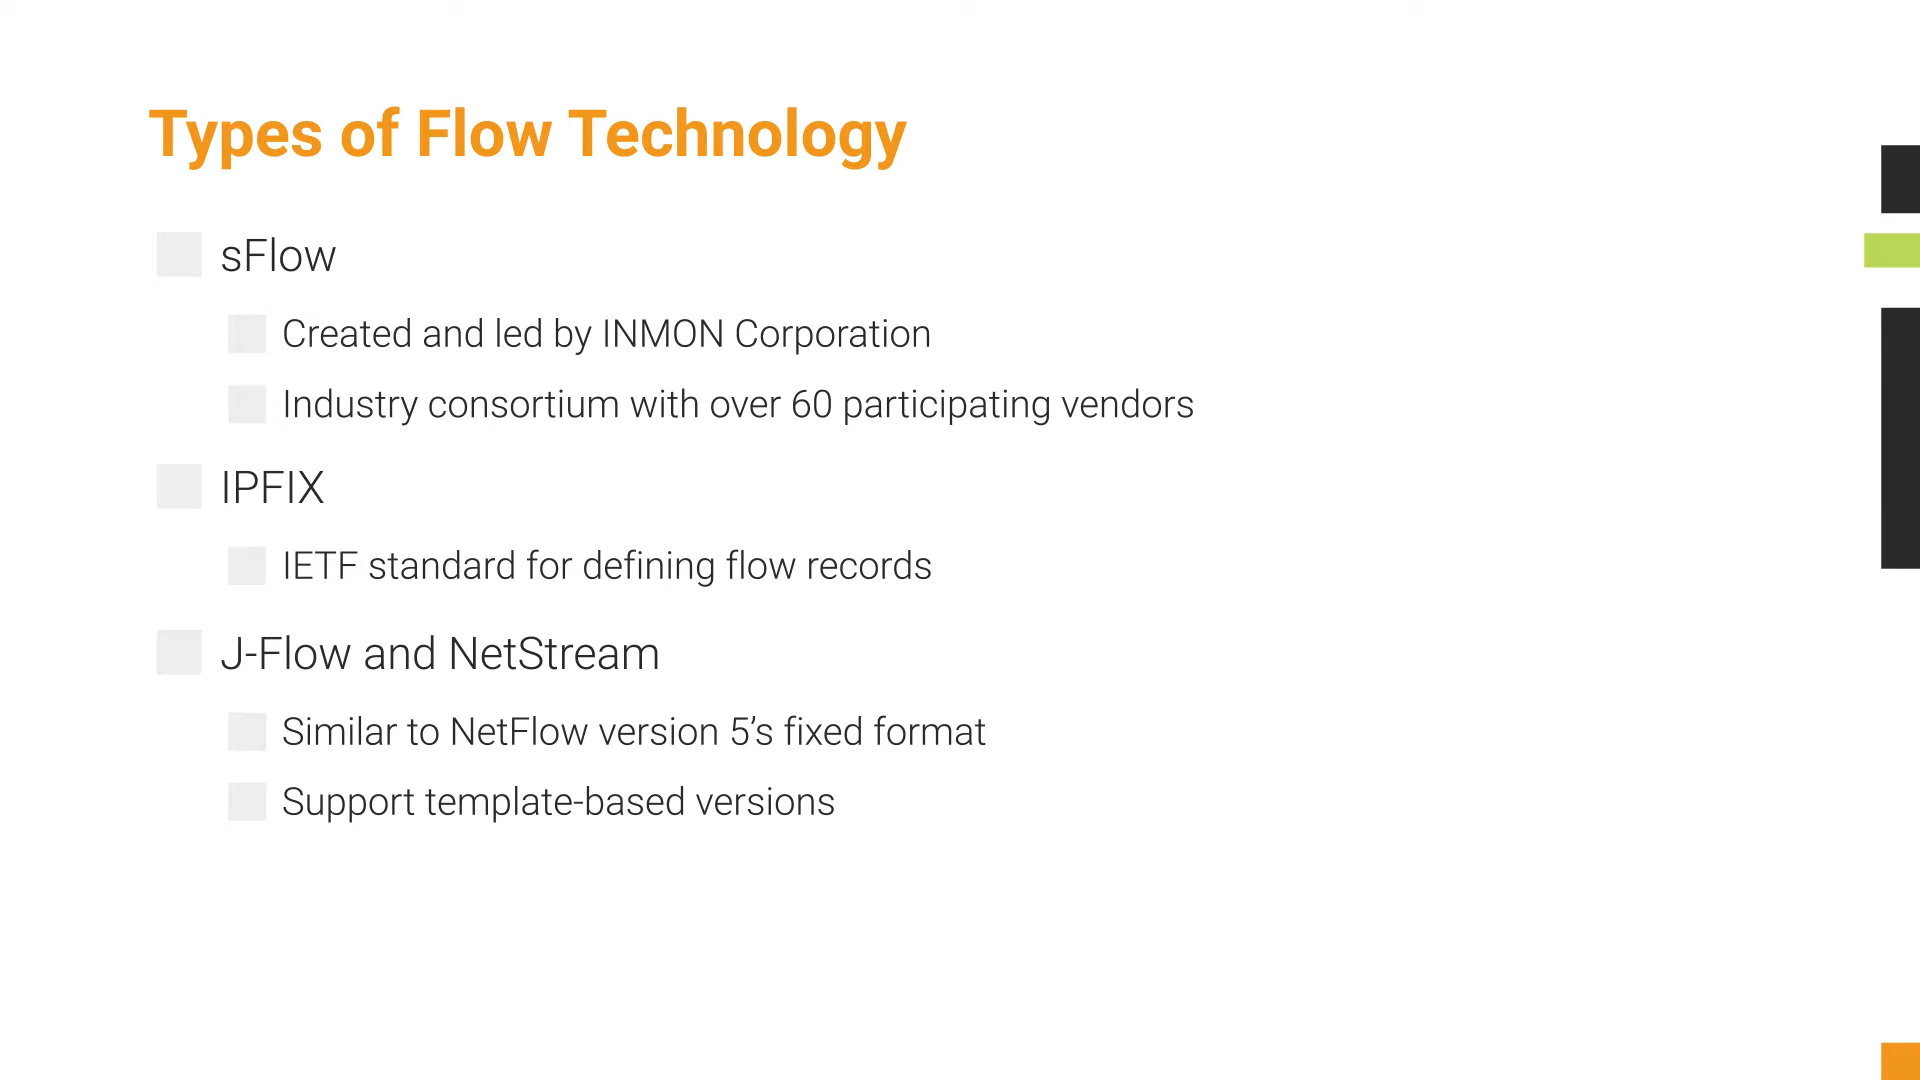 Types of Flow Technology
sFlow
Created and led by INMON Corporation
Industry consortium with over 60 participating vendors
IPFIX
IETF standard for defining flow records
J-Flow and NetStream
Similar to NetFlow version 5’s fixed format
Support template-based versions